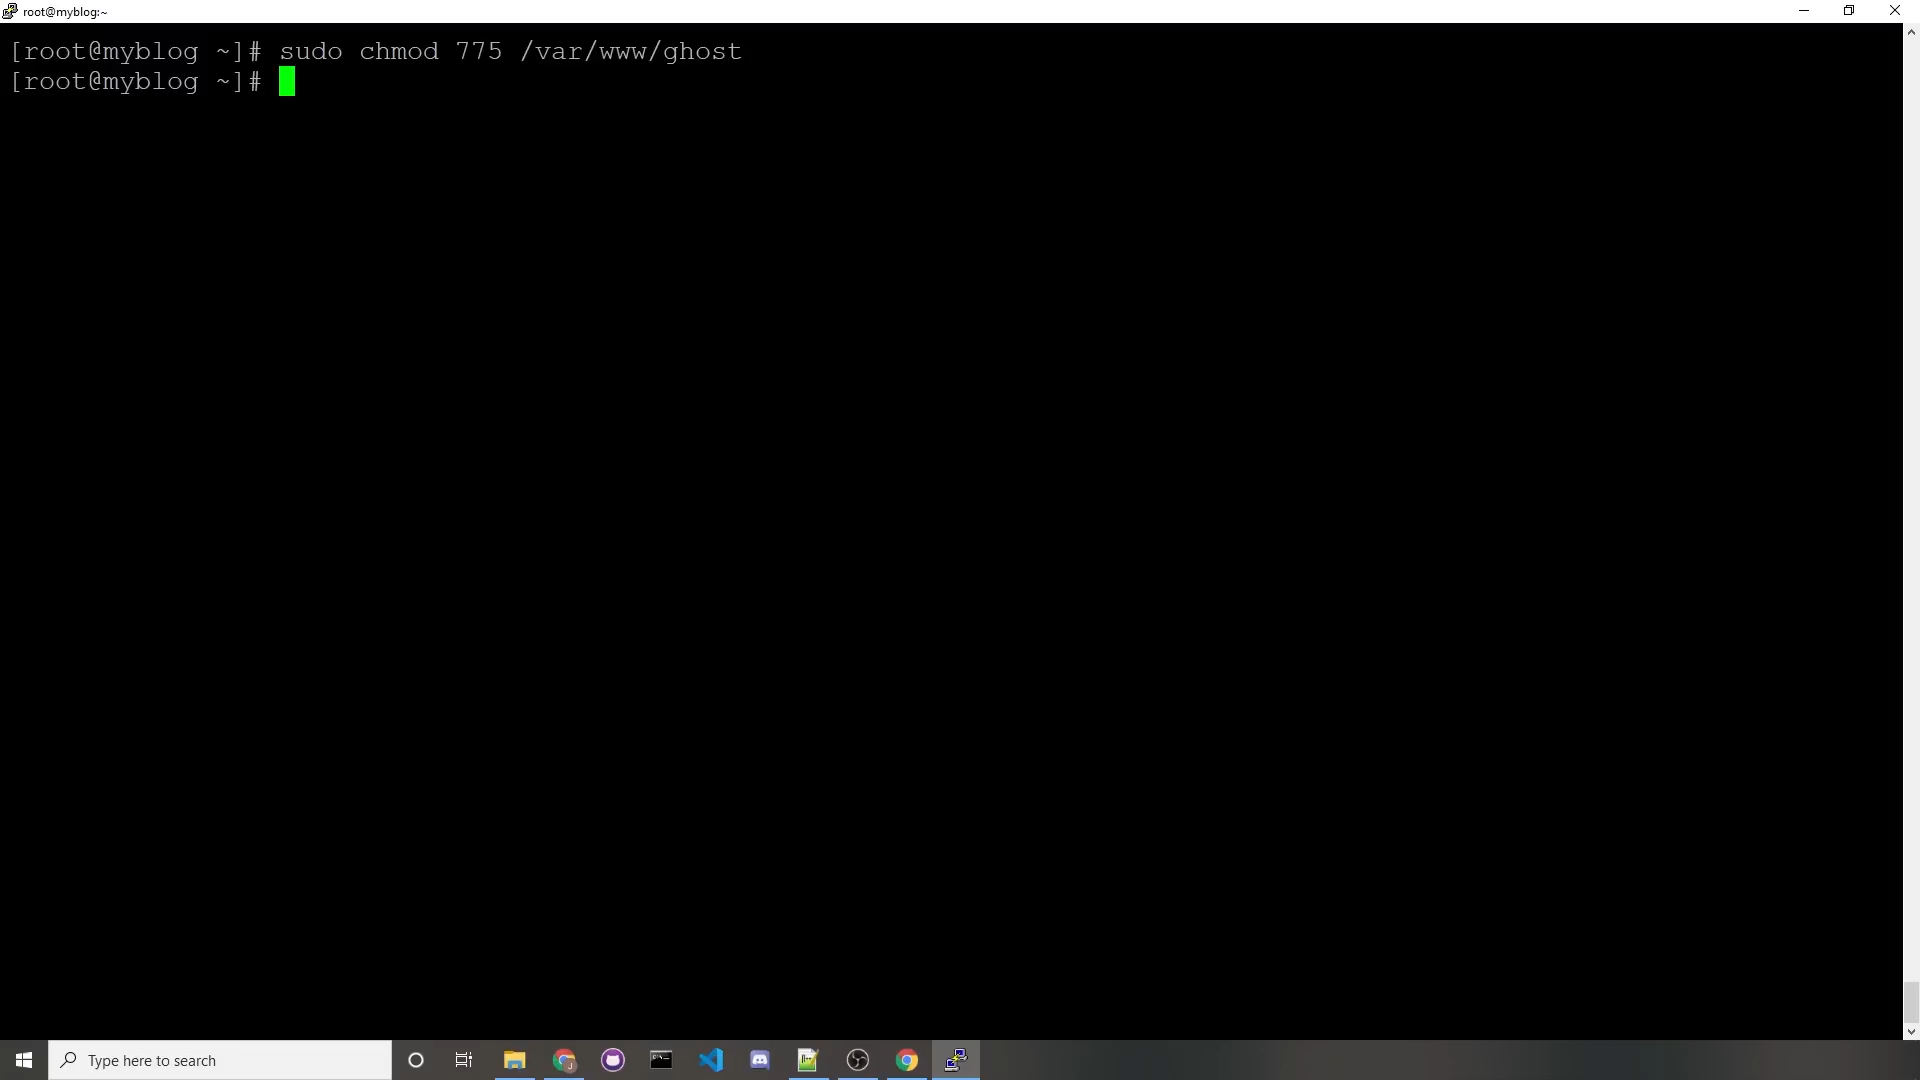 root@myblog:~
[root@myblog ~]# sudo chmod 775 /var/www/ghost
[root@myblog ~]#
Type here to search